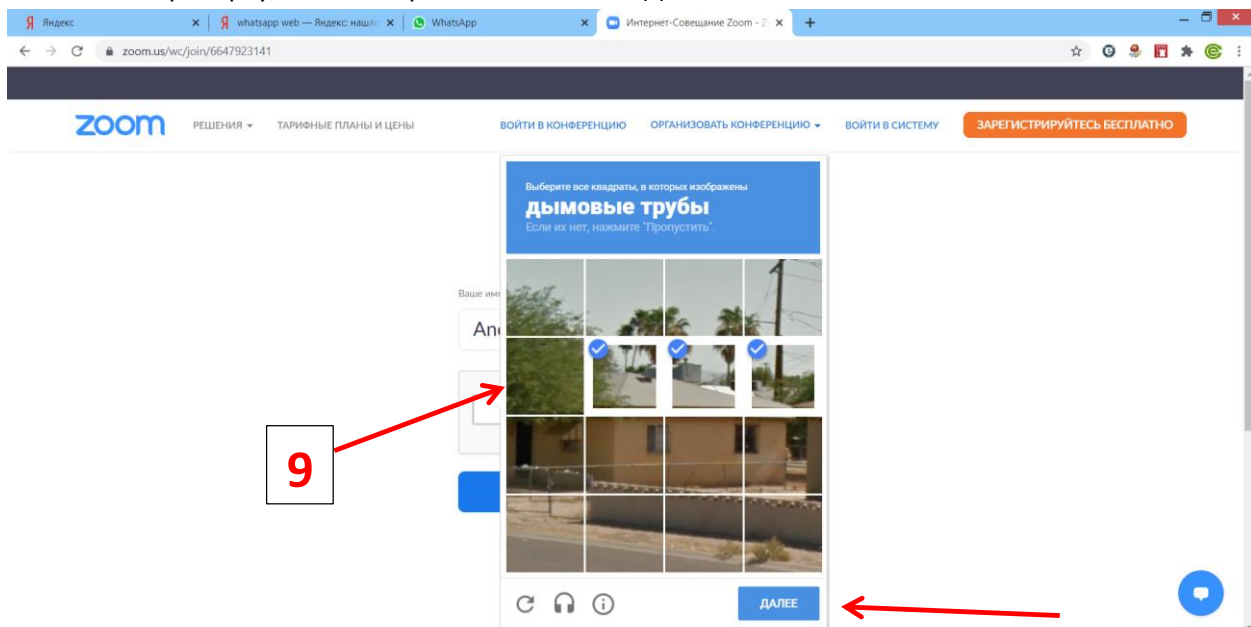 Яндекс
whatsapp web — Яндекс: нашло
WhatsApp
Интернет-Совещание Zoom - Z
zoom.us/wc/join/6647923141
zoom
РЕШЕНИЯ
ТАРИФНЫЕ ПЛАНЫ И ЦЕНЫ
ВОЙТИ В КОНФЕРЕНЦИЮ
ОРГАНИЗОВАТЬ КОНФЕРЕНЦИЮ
ВОЙТИ В СИСТЕМУ
ЗАРЕГИСТРИРУЙТЕСЬ БЕСПЛАТНО
Выберите все квадраты, в которых изображены
дымовые трубы
Если их нет, нажмите "Пропустить".
Ваше им
And
9
ДАЛЕЕ